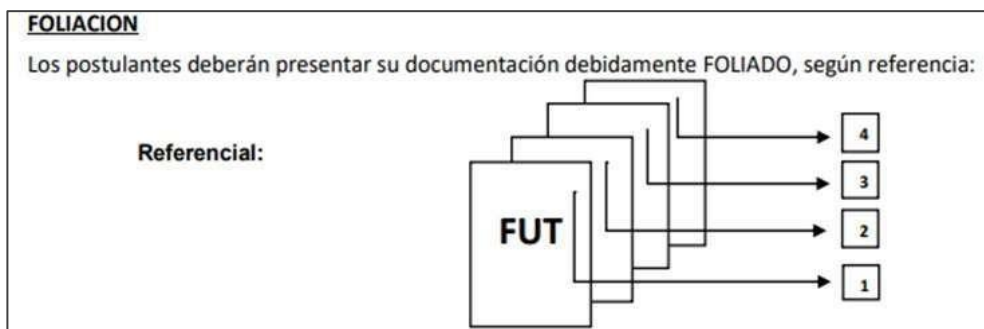 FOLIACION
Los postulantes deberán presentar su documentación debidamente FOLIADO, según referencia:
Referencial:
4
3
FUT
2
1